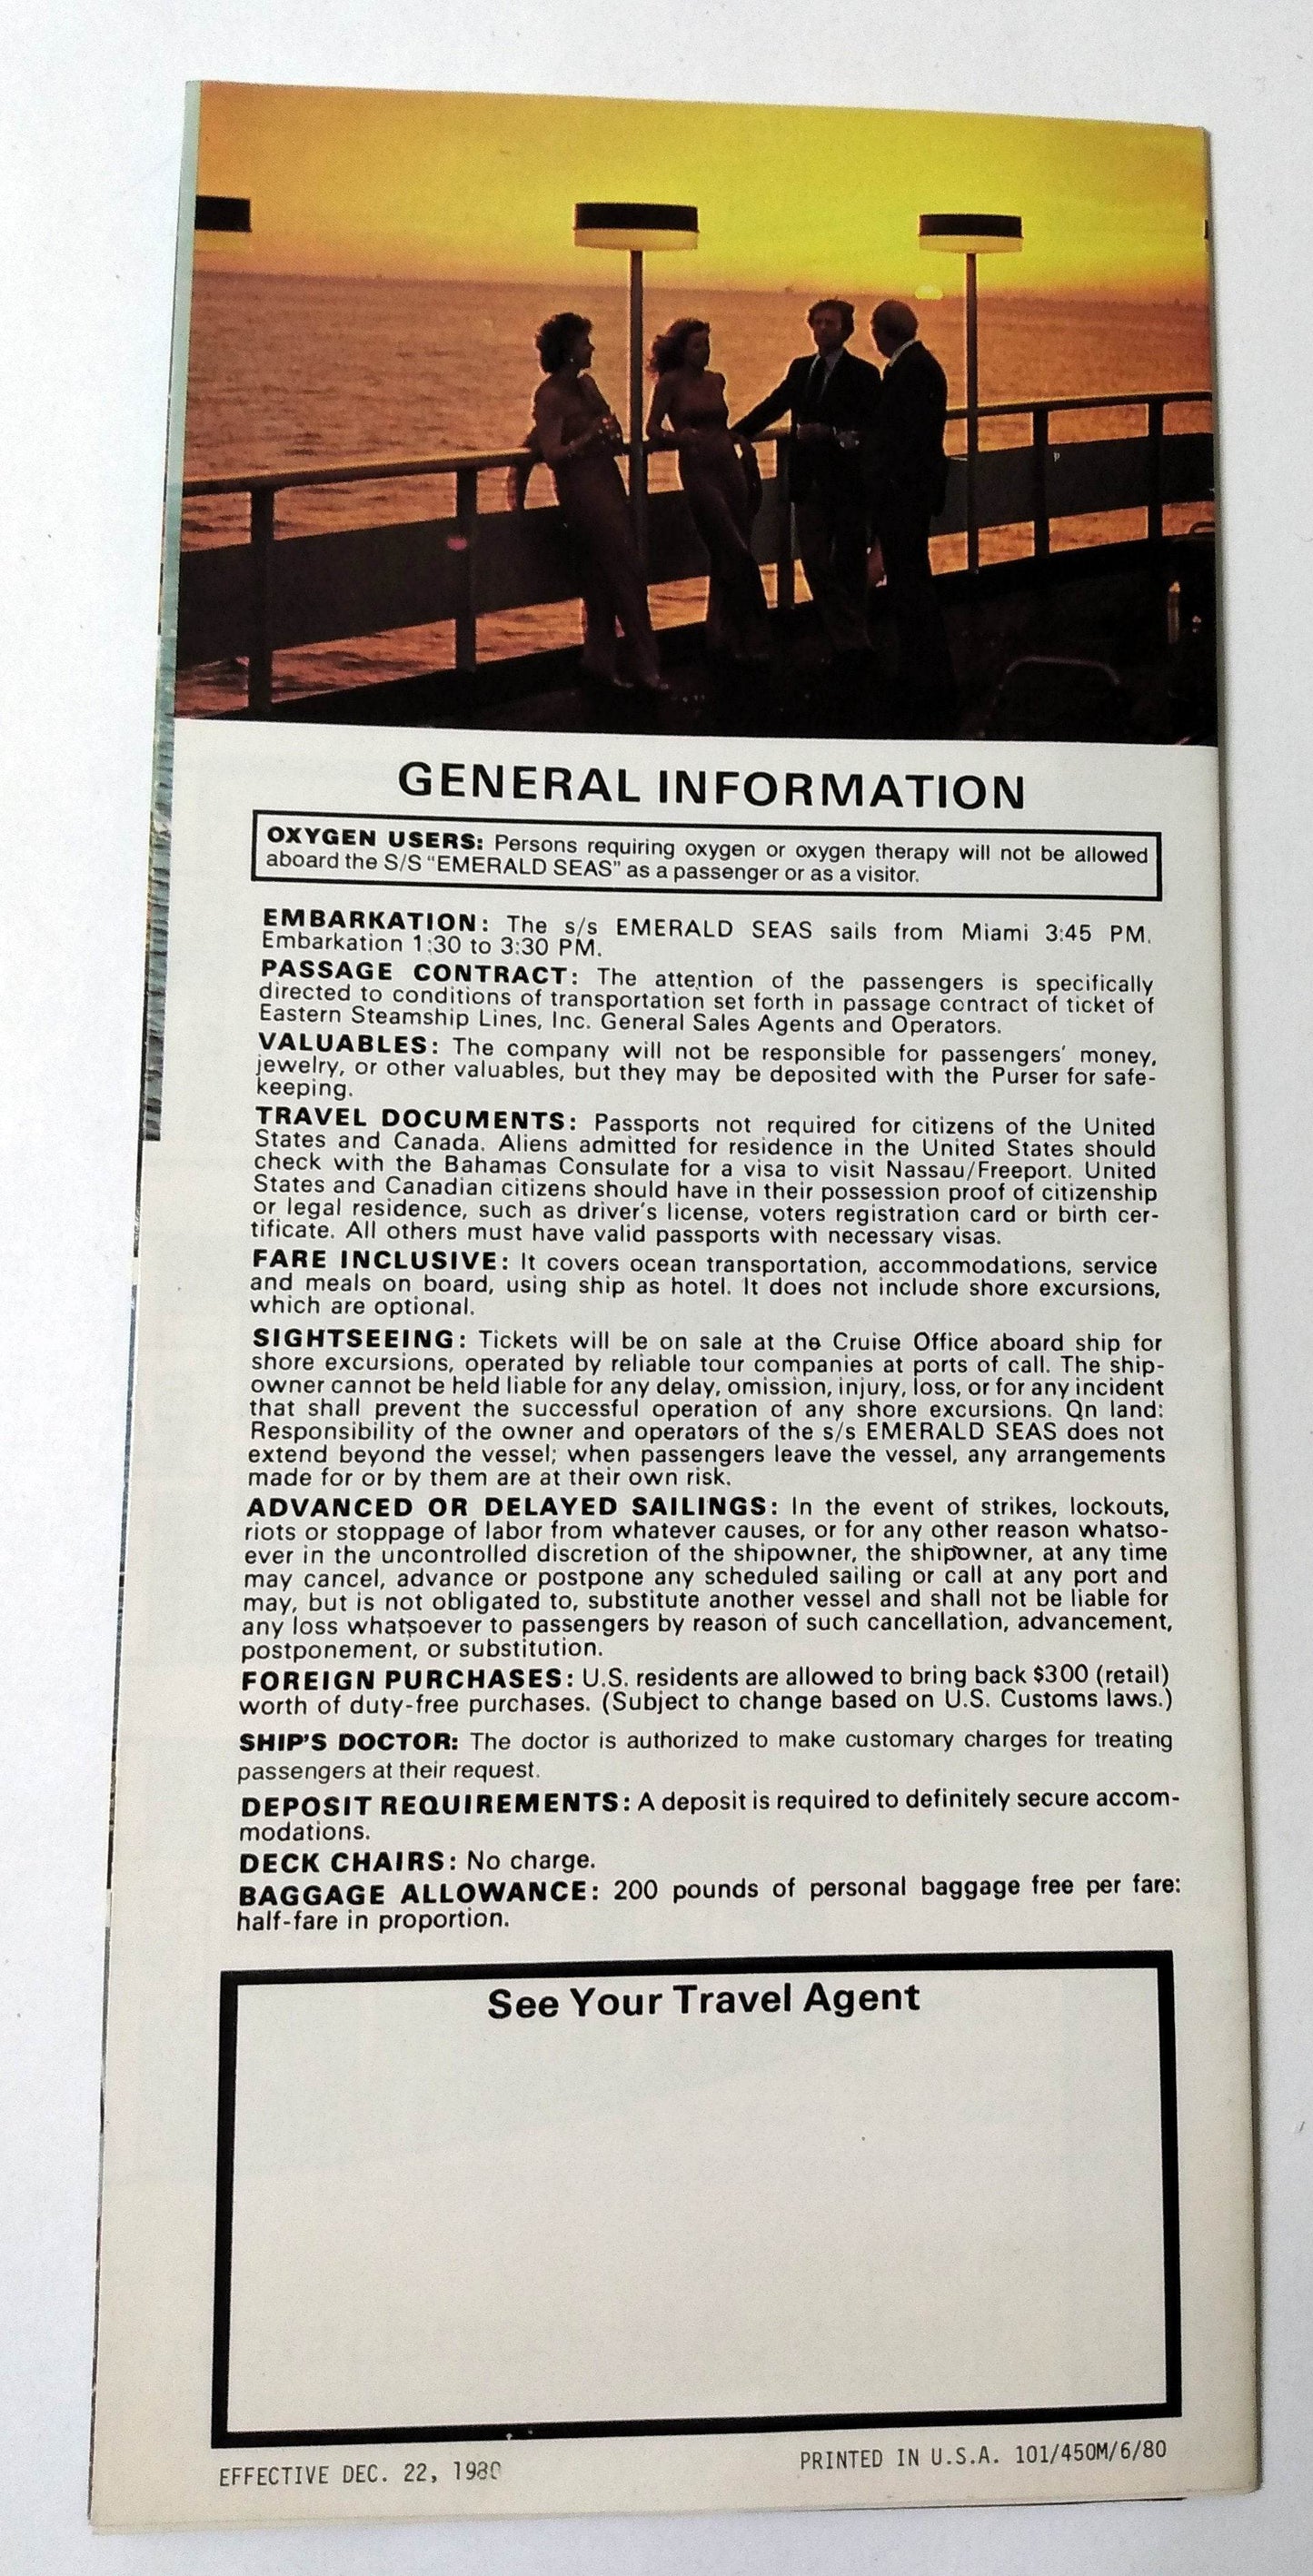 GENERAL INFORMATION
OXYGEN USERS: Persons requiring oxygen or oxygen therapy will not be allowed
aboard the S/S "EMERALD SEAS" as a passenger or as a visitor.
EMBARKATION: The s/s EMERALD SEAS sails from Miami 3:45 PM.
Embarkation 1:30 to 3:30 PM.
PASSAGE CONTRACT: The attention of the passengers is specifically
directed to conditions of transportation set forth in passage contract of ticket of
Eastern Steamship Lines, Inc. General Sales Agents and Operators.
VALUABLES: The company will not be responsible for passengers' money,
jewelry, or other valuables, but they may be deposited with the Purser for safe-
keeping.
TRAVEL DOCUMENTS: Passports not required for citizens of the United
States and Canada. Aliens admitted for residence in the United States should
check with the Bahamas Consulate for a visa to visit Nassau/Freeport. United
States and Canadian citizens should have in their possession proof of citizenship
or legal residence, such as driver's license, voters registration card or birth cer-
tificate. All others must have valid passports with necessary visas.
FARE INCLUSIVE: It covers ocean transportation, accommodations, service
and meals on board, using ship as hotel. It does not include shore excursions,
which are optional.
SIGHTSEEING: Tickets will be on sale at the Cruise Office aboard ship for
shore excursions, operated by reliable tour companies at ports of call. The ship-
owner cannot be held liable for any delay, omission, injury, loss, or for any incident
that shall prevent the successful operation of any shore excursions. On land:
Responsibility of the owner and operators of the s/s EMERALD SEAS does not
extend beyond the vessel; when passengers leave the vessel, any arrangements
made for or by them are at their own risk.
ADVANCED OR DELAYED SAILINGS: In the event of strikes, lockouts,
riots or stoppage of labor from whatever causes, or for any other reason whatso-
ever in the uncontrolled discretion of the shipowner, the shipowner, at any time
may cancel, advance or postpone any scheduled sailing or call at any port and
may, but is not obligated to, substitute another vessel and shall not be liable for
any loss whatsoever to passengers by reason of such cancellation, advancement,
postponement, or substitution.
FOREIGN PURCHASES: U.S. residents are allowed to bring back $300 (retail)
worth of duty-free purchases. (Subject to change based on U.S. Customs laws.)
SHIP'S DOCTOR: The doctor is authorized to make customary charges for treating
passengers at their request.
DEPOSIT REQUIREMENTS: A deposit is required to definitely secure accom-
modations.
DECK CHAIRS: No charge.
BAGGAGE ALLOWANCE: 200 pounds of personal baggage free per fare:
half-fare in proportion.
See Your Travel Agent
EFFECTIVE DEC. 22, 1980
PRINTED IN U.S.A. 101/450M/6/80